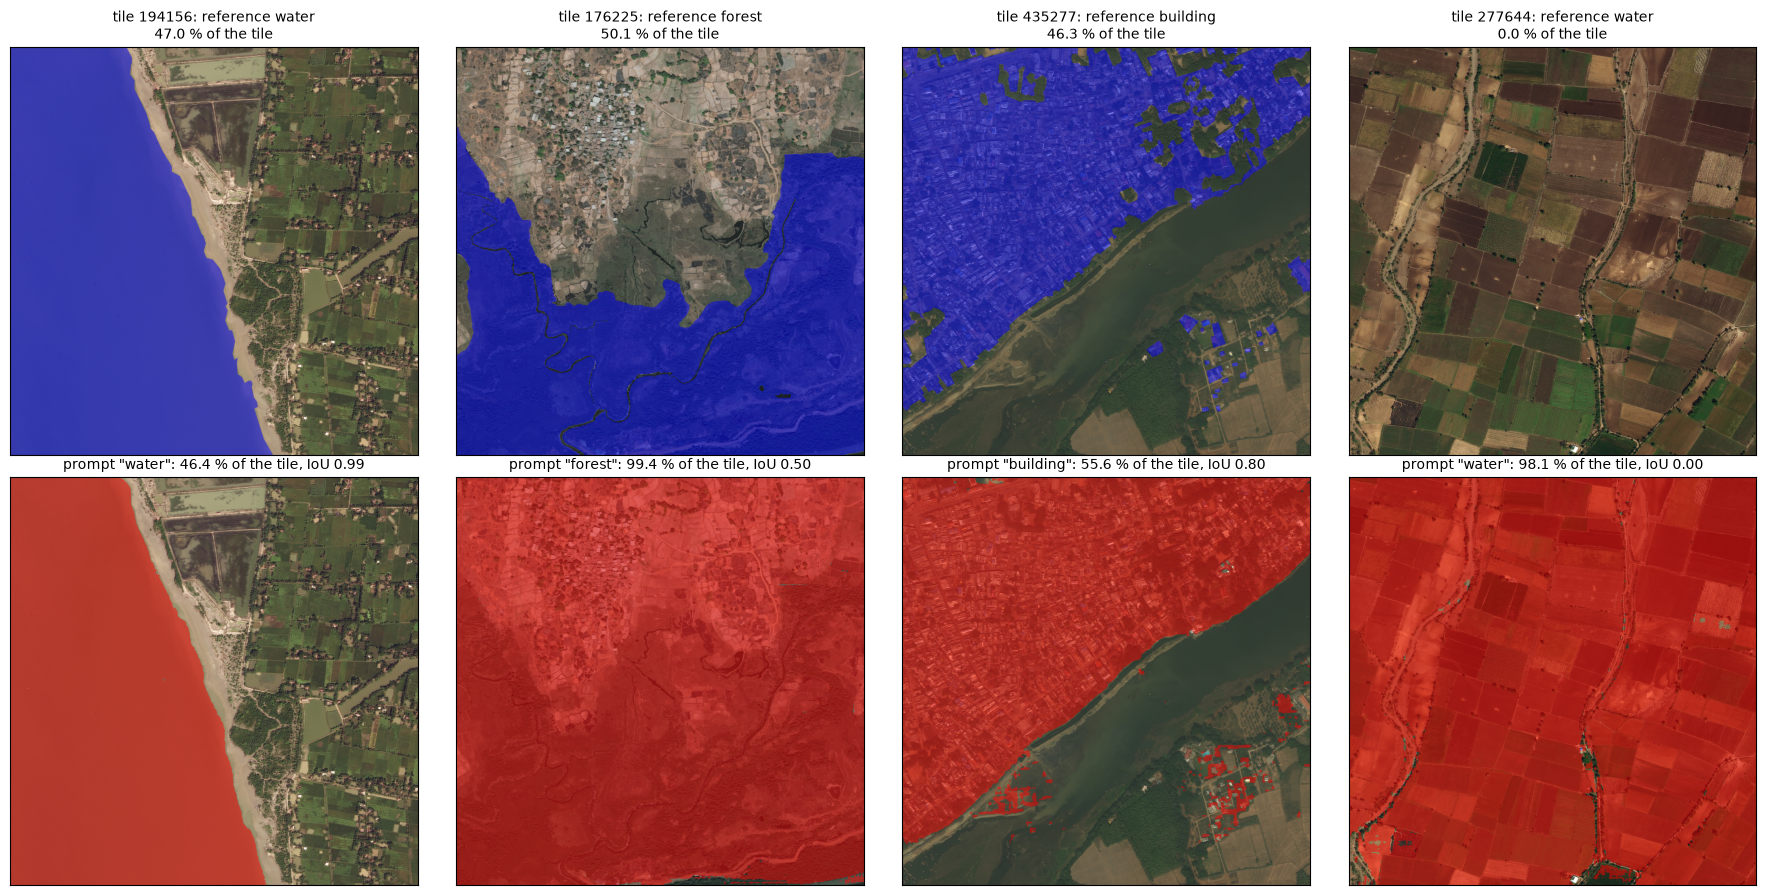 tile 194156: reference water
47.0 % of the tile
tile 176225: reference forest
50.1 % of the tile
tile 435277: reference building
46.3 % of the tile
tile 277644: reference water
0.0 % of the tile
prompt "water": 46.4 % of the tile, IoU 0.99
prompt "forest": 99.4 % of the tile, IoU 0.50
prompt "building": 55.6 % of the tile, IoU 0.80
prompt "water": 98.1 % of the tile, IoU 0.00